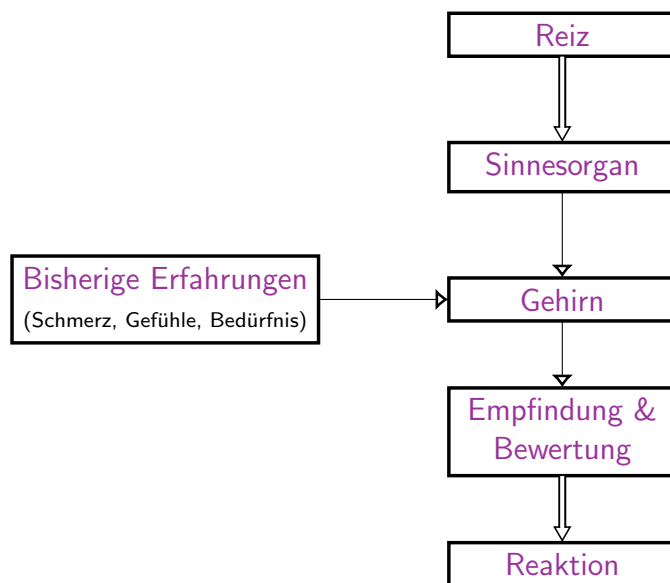 Reiz
Sinnesorgan
Bisherige Erfahrungen
(Schmerz, Gefühle, Bedürfnis)
Gehirn
Empfindung &
Bewertung
Reaktion